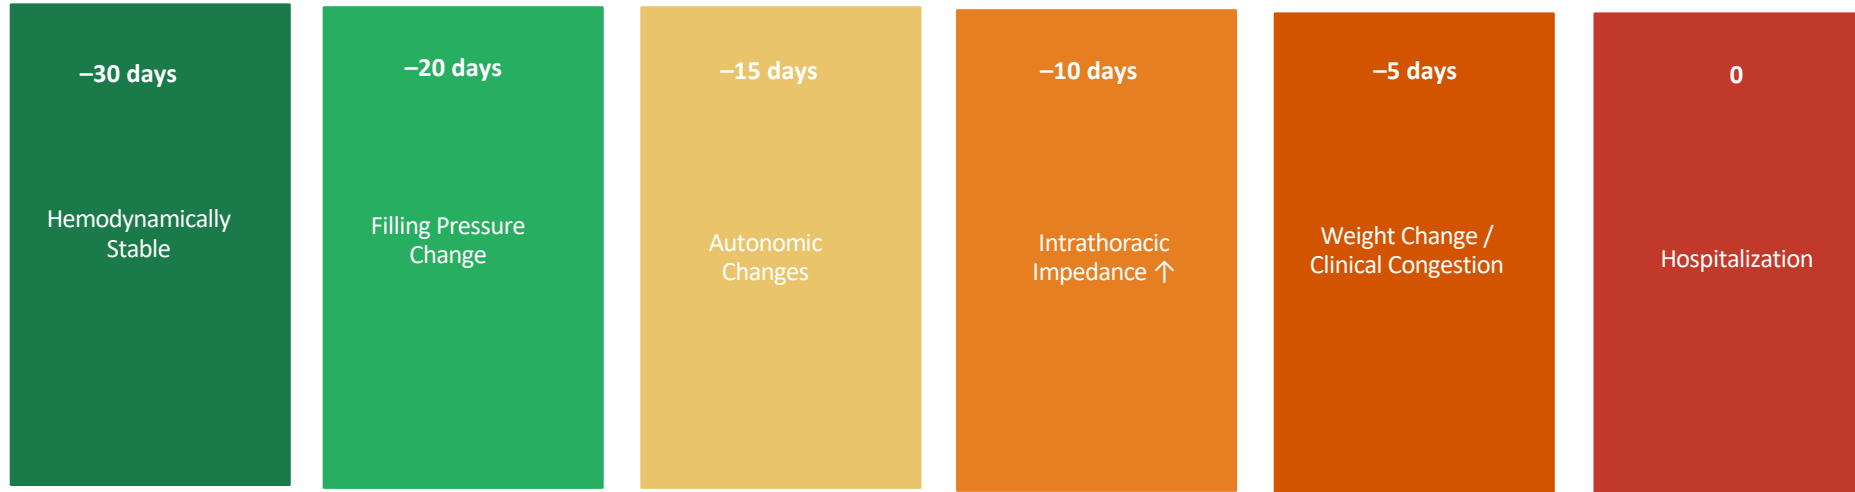 –30 days
Hemodynamically
Stable
–20 days
Filling Pressure
Change
–15 days
Autonomic
Changes
–10 days
Intrathoracic
Impedance ↑
–5 days
Weight Change /
Clinical Congestion
0
Hospitalization